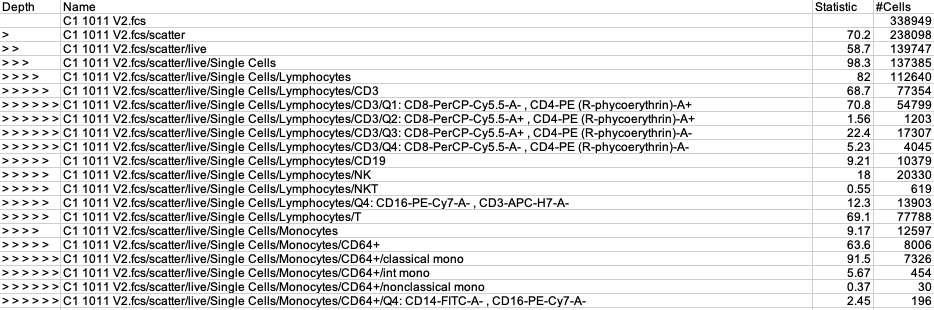 Depth Name Statistic #Cells
C1 1011 V2.fcs 338949
> C1 1011 V2.fcs/scatter 70.2 238098
> > C1 1011 V2.fcs/scatter/live 58.7 139747
> > > C1 1011 V2.fcs/scatter/live/Single Cells 98.3 137385
> > > > C1 1011 V2.fcs/scatter/live/Single Cells/Lymphocytes 82 112640
> > > > > C1 1011 V2.fcs/scatter/live/Single Cells/Lymphocytes/CD3 68.7 77354
> > > > > > C1 1011 V2.fcs/scatter/live/Single Cells/Lymphocytes/CD3/Q1: CD8-PerCP-Cy5.5-A- , CD4-PE (R-phycoerythrin)-A+ 70.8 54799
> > > > > > C1 1011 V2.fcs/scatter/live/Single Cells/Lymphocytes/CD3/Q2: CD8-PerCP-Cy5.5-A+ , CD4-PE (R-phycoerythrin)-A+ 1.56 1203
> > > > > > C1 1011 V2.fcs/scatter/live/Single Cells/Lymphocytes/CD3/Q3: CD8-PerCP-Cy5.5-A+ , CD4-PE (R-phycoerythrin)-A- 22.4 17307
> > > > > > C1 1011 V2.fcs/scatter/live/Single Cells/Lymphocytes/CD3/Q4: CD8-PerCP-Cy5.5-A- , CD4-PE (R-phycoerythrin)-A- 5.23 4045
> > > > > C1 1011 V2.fcs/scatter/live/Single Cells/Lymphocytes/CD19 9.21 10379
> > > > > C1 1011 V2.fcs/scatter/live/Single Cells/Lymphocytes/NK 18 20330
> > > > > C1 1011 V2.fcs/scatter/live/Single Cells/Lymphocytes/NKT 0.55 619
> > > > > C1 1011 V2.fcs/scatter/live/Single Cells/Lymphocytes/Q4: CD16-PE-Cy7-A- , CD3-APC-H7-A- 12.3 13903
> > > > > C1 1011 V2.fcs/scatter/live/Single Cells/Lymphocytes/T 69.1 77788
> > > > C1 1011 V2.fcs/scatter/live/Single Cells/Monocytes 9.17 12597
> > > > > C1 1011 V2.fcs/scatter/live/Single Cells/Monocytes/CD64+ 63.6 8006
> > > > > > C1 1011 V2.fcs/scatter/live/Single Cells/Monocytes/CD64+/classical mono 91.5 7326
> > > > > > C1 1011 V2.fcs/scatter/live/Single Cells/Monocytes/CD64+/int mono 5.67 454
> > > > > > C1 1011 V2.fcs/scatter/live/Single Cells/Monocytes/CD64+/nonclassical mono 0.37 30
> > > > > > C1 1011 V2.fcs/scatter/live/Single Cells/Monocytes/CD64+/Q4: CD14-FITC-A- , CD16-PE-Cy7-A- 2.45 196